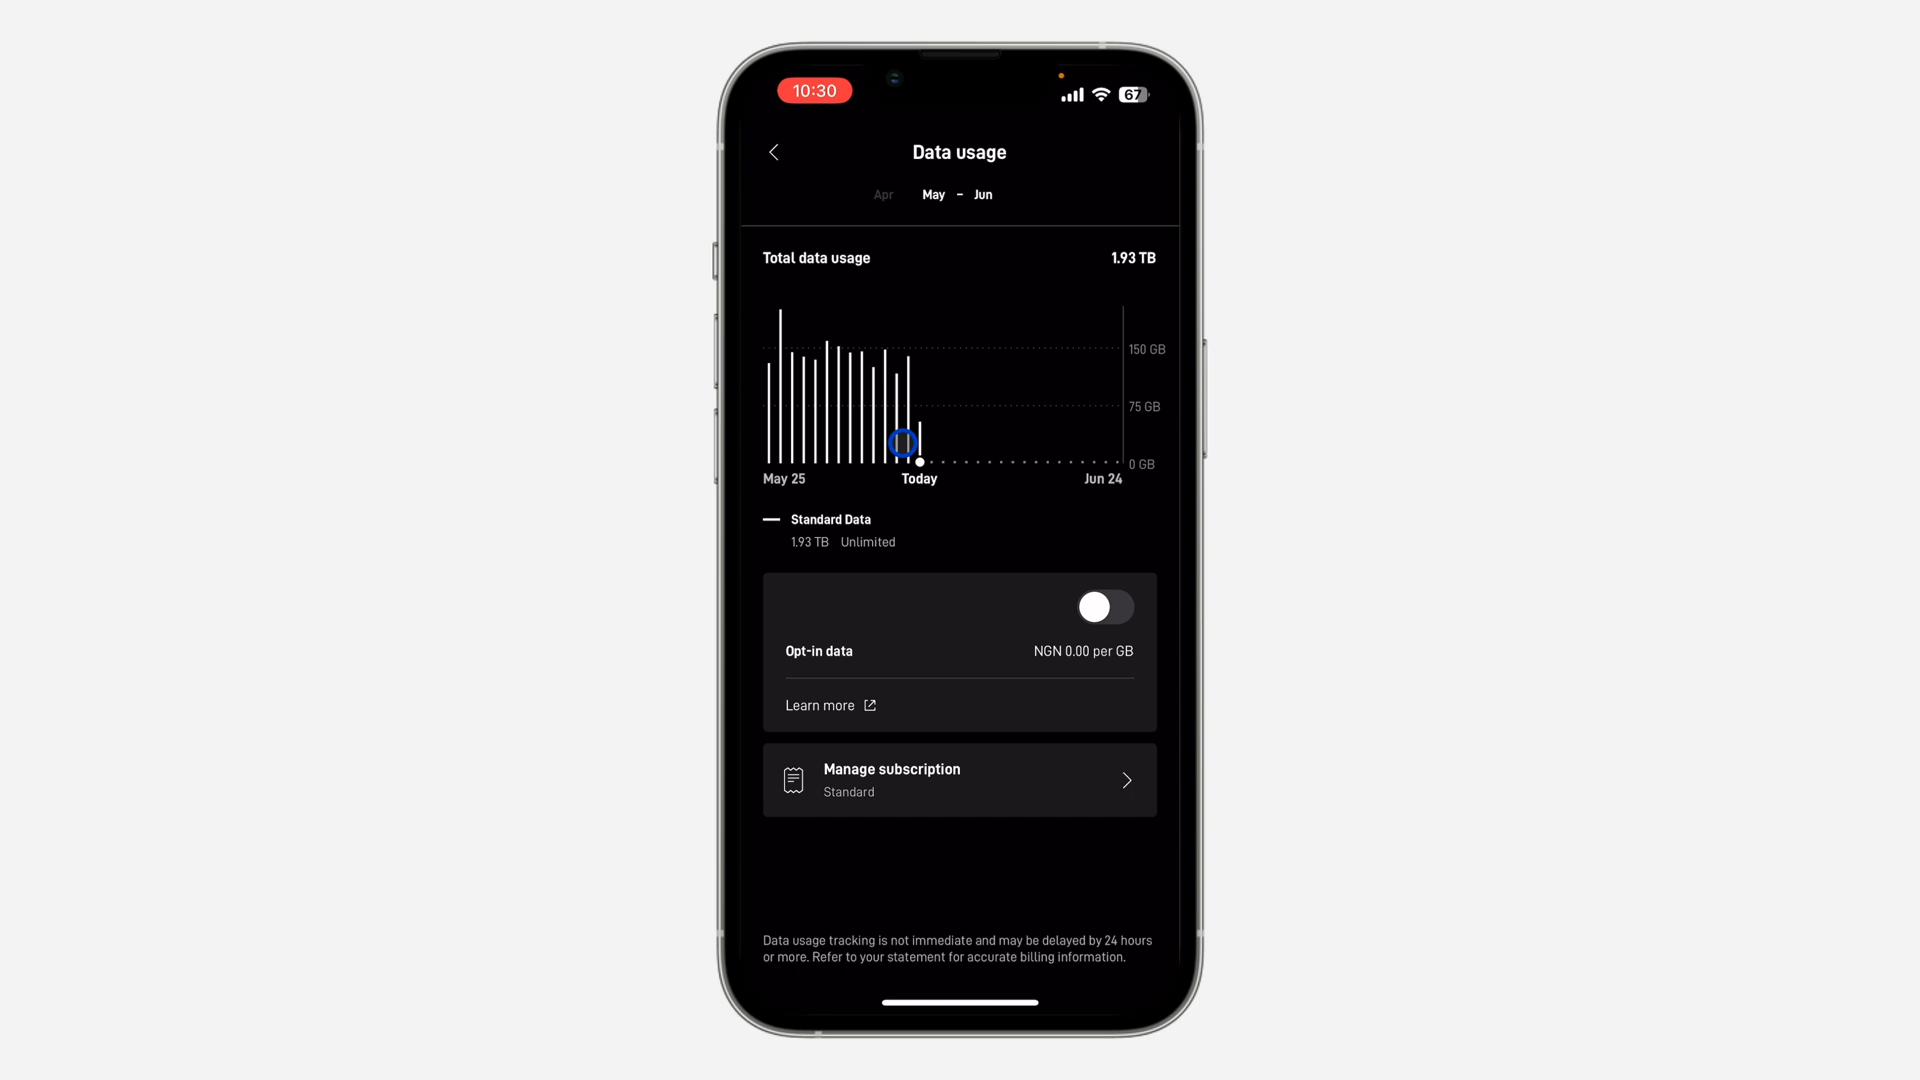 10:30
67
Data usage
Apr May – Jun
Total data usage 1.93 TB
150 GB
75 GB
0 GB
May 25 Today Jun 24
Standard Data
1.93 TB Unlimited
Opt-in data NGN 0.00 per GB
Learn more
Manage subscription
Standard
Data usage tracking is not immediate and may be delayed by 24 hours
or more. Refer to your statement for accurate billing information.